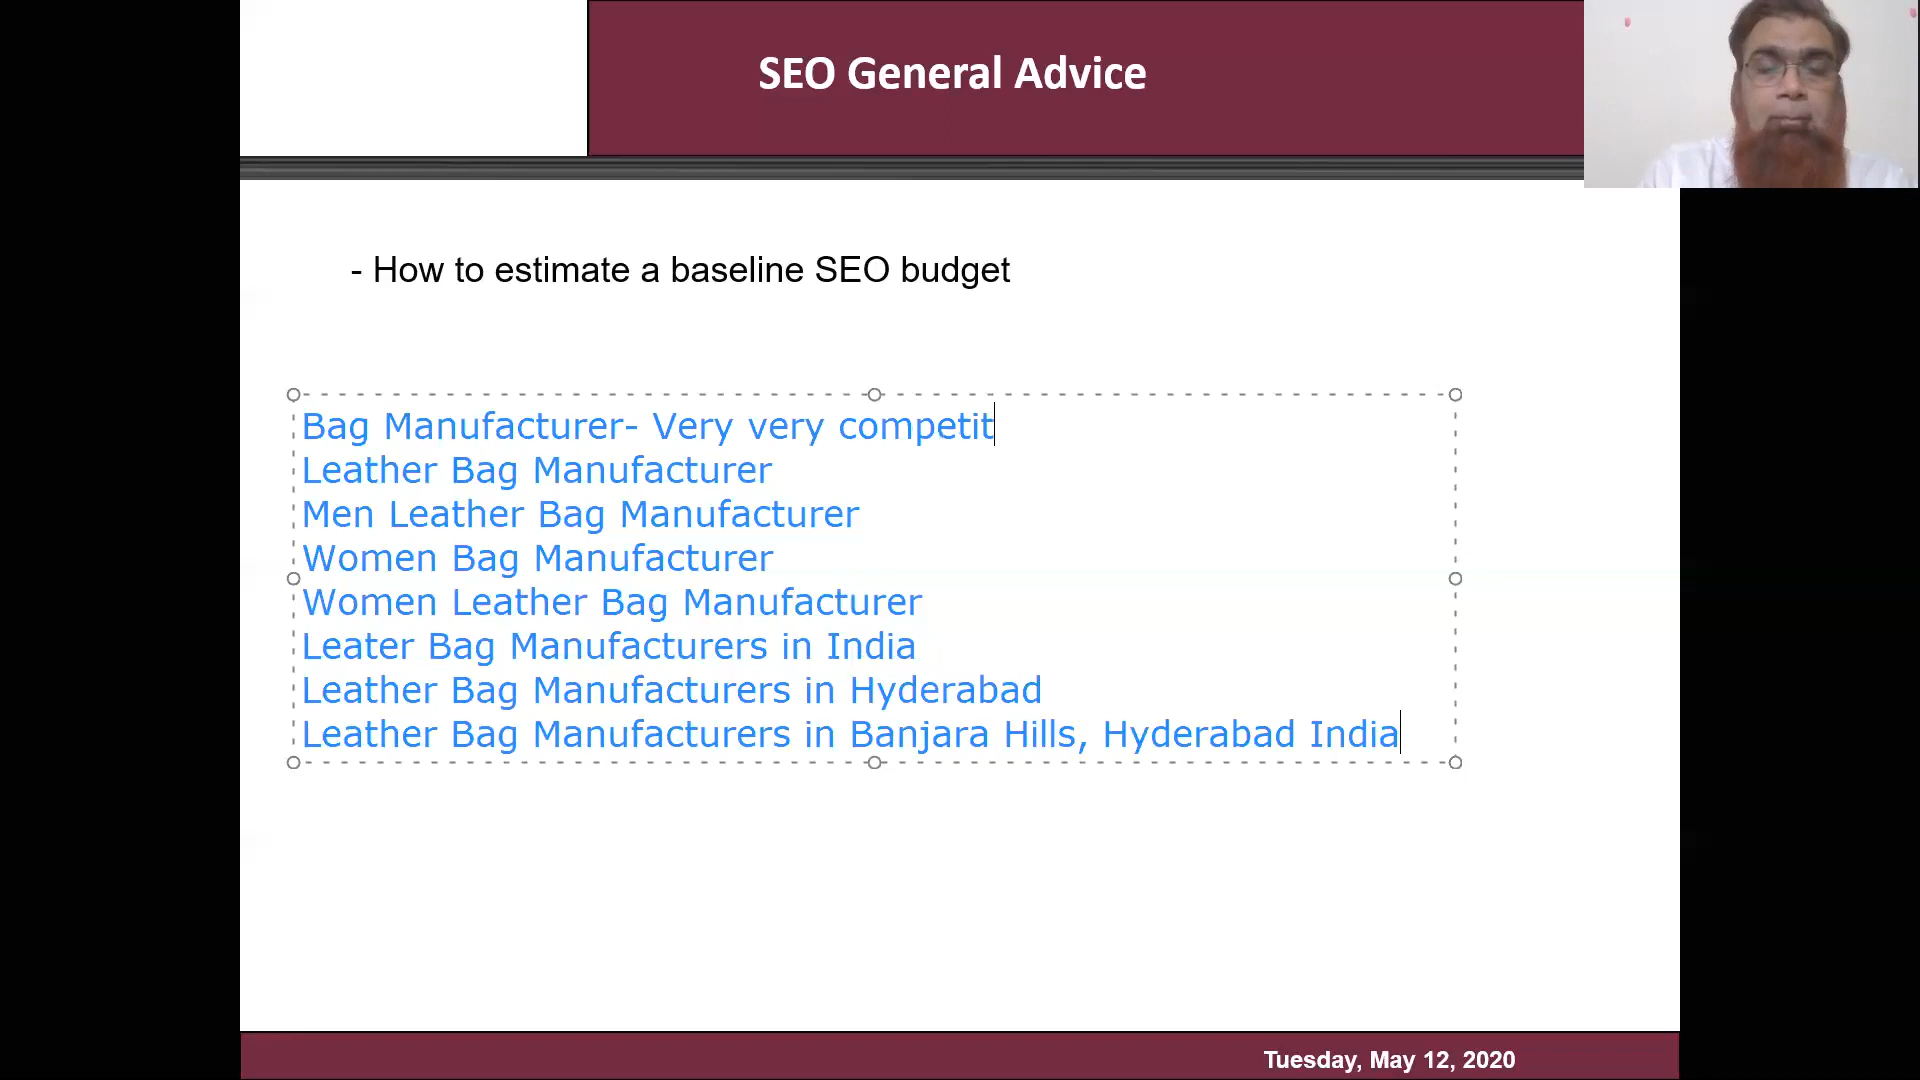 SEO General Advice
- How to estimate a baseline SEO budget
Bag Manufacturer- Very very competit
Leather Bag Manufacturer
Men Leather Bag Manufacturer
Women Bag Manufacturer
Women Leather Bag Manufacturer
Leater Bag Manufacturers in India
Leather Bag Manufacturers in Hyderabad
Leather Bag Manufacturers in Banjara Hills, Hyderabad India
Tuesday, May 12, 2020